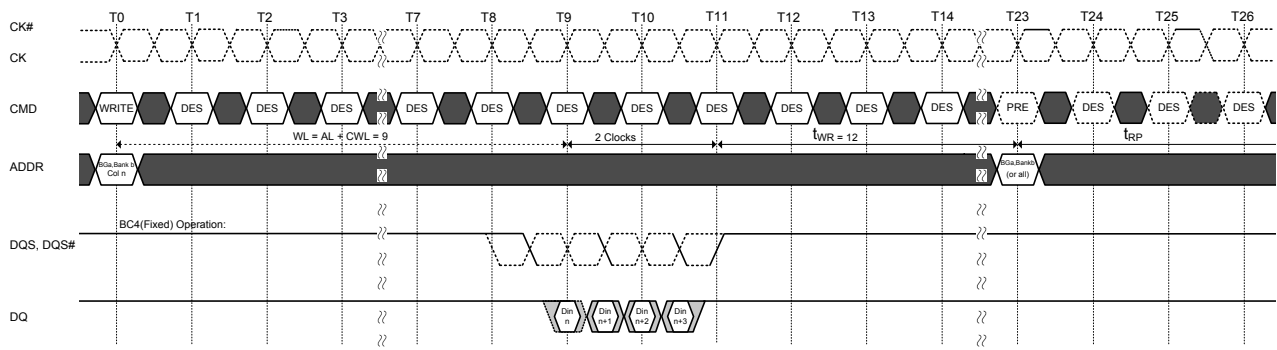 T0 T1 T2 T3 T7 T8 T9 T10 T11 T12 T13 T14 T23 T24 T25 T26
CK#
CK
CMD WRITE DES DES DES DES DES DES DES DES DES DES DES PRE DES DES DES
WL = AL + CWL = 9 2 Clocks tWR = 12 tRP
ADDR BGa,Bank b
Col n
BGa,Bankb
(or all)
BC4(Fixed) Operation:
DQS, DQS#
DQ Din
n
Din
n+1
Din
n+2
Din
n+3